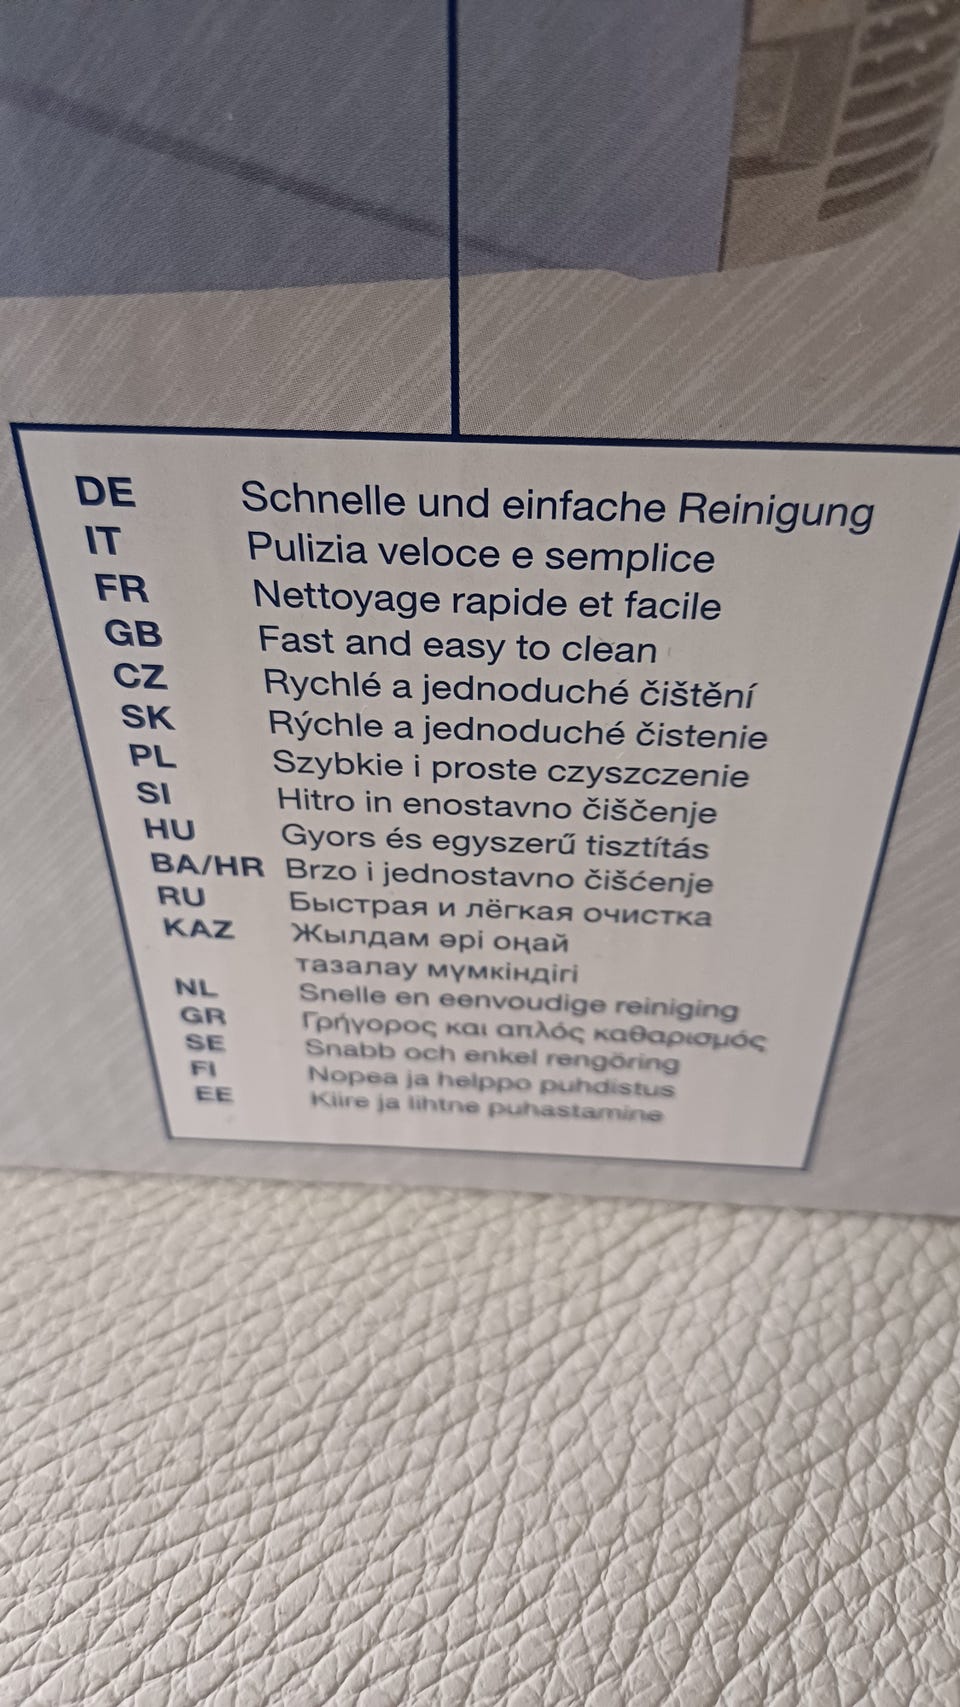 DE Schnelle und einfache Reinigung
IT Pulizia veloce e semplice
FR Nettoyage rapide et facile
GB Fast and easy to clean
CZ Rychlé a jednoduché čištění
SK Rýchle a jednoduché čistenie
PL Szybkie i proste czyszczenie
SI Hitro in enostavno čiščenje
HU Gyors és egyszerű tisztítás
BA/HR Brzo i jednostavno čišćenje
RU Быстрая и лёгкая очистка
KAZ Жылдам әрі оңай
тазалау мүмкіндігі
NL Snelle en eenvoudige reiniging
GR Γρήγορος και απλός καθαρισμός
SE Snabb och enkel rengöring
FI Nopea ja helppo puhdistus
EE Kiire ja lihtne puhastamine